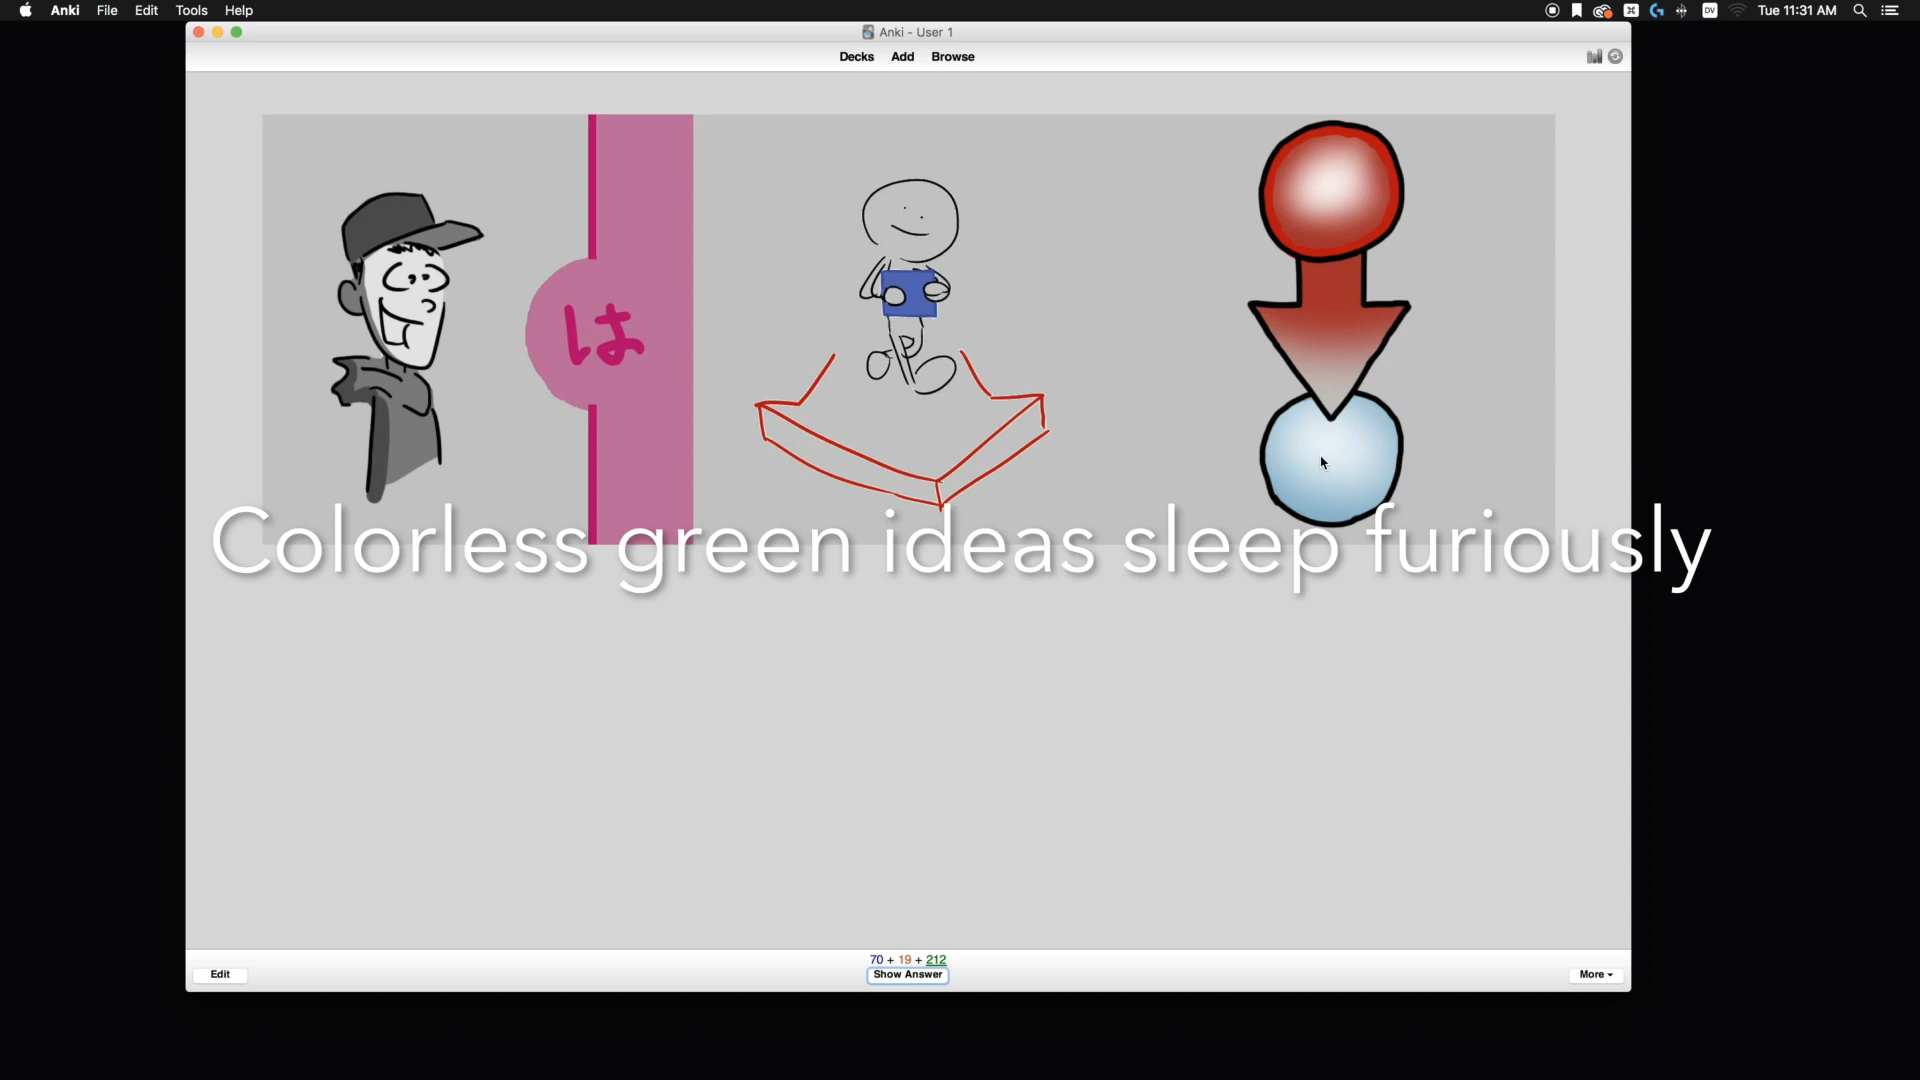 Anki File Edit Tools Help
DV Tue 11:31 AM
Anki - User 1
Decks Add Browse
は
Colorless green ideas sleep furiously
70 + 19 + 212
Edit Show Answer More